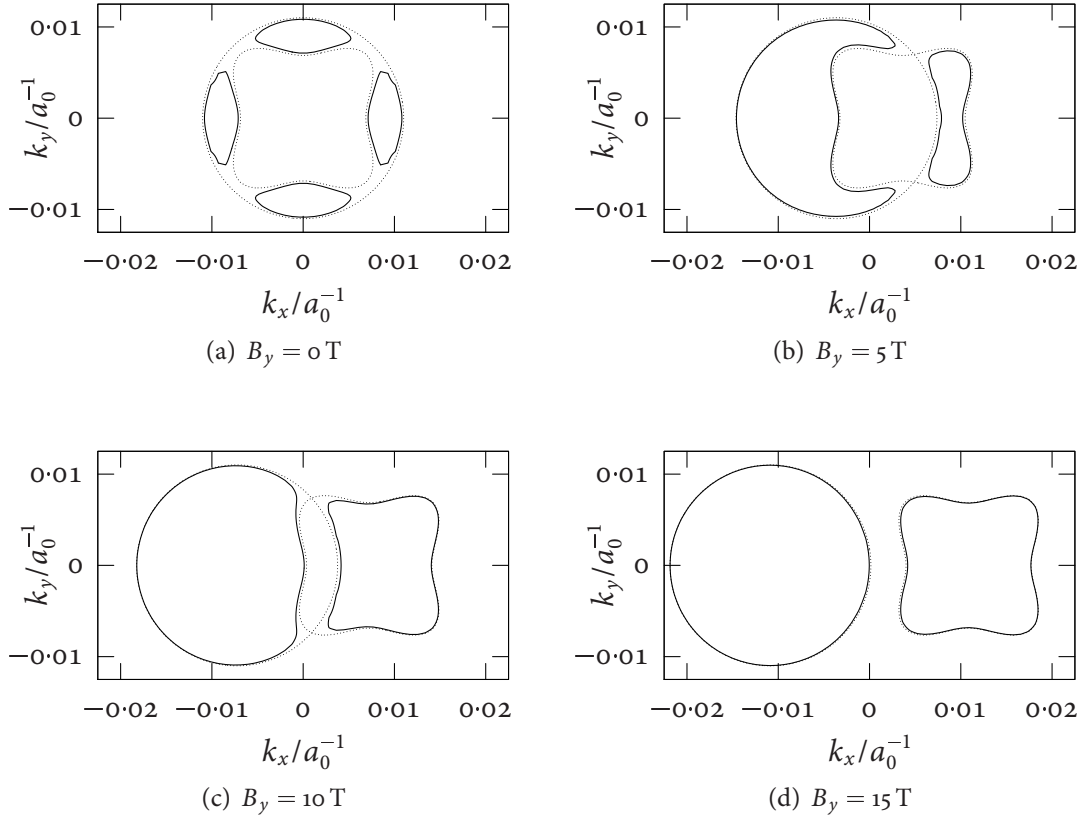 0·01
0
−0·01
k_y/a_0^{-1}
−0·02 −0·01 0 0·01 0·02
k_x/a_0^{-1}
(a) B_y = 0 T
0·01
0
−0·01
k_y/a_0^{-1}
−0·02 −0·01 0 0·01 0·02
k_x/a_0^{-1}
(b) B_y = 5 T
0·01
0
−0·01
k_y/a_0^{-1}
−0·02 −0·01 0 0·01 0·02
k_x/a_0^{-1}
(c) B_y = 10 T
0·01
0
−0·01
k_y/a_0^{-1}
−0·02 −0·01 0 0·01 0·02
k_x/a_0^{-1}
(d) B_y = 15 T